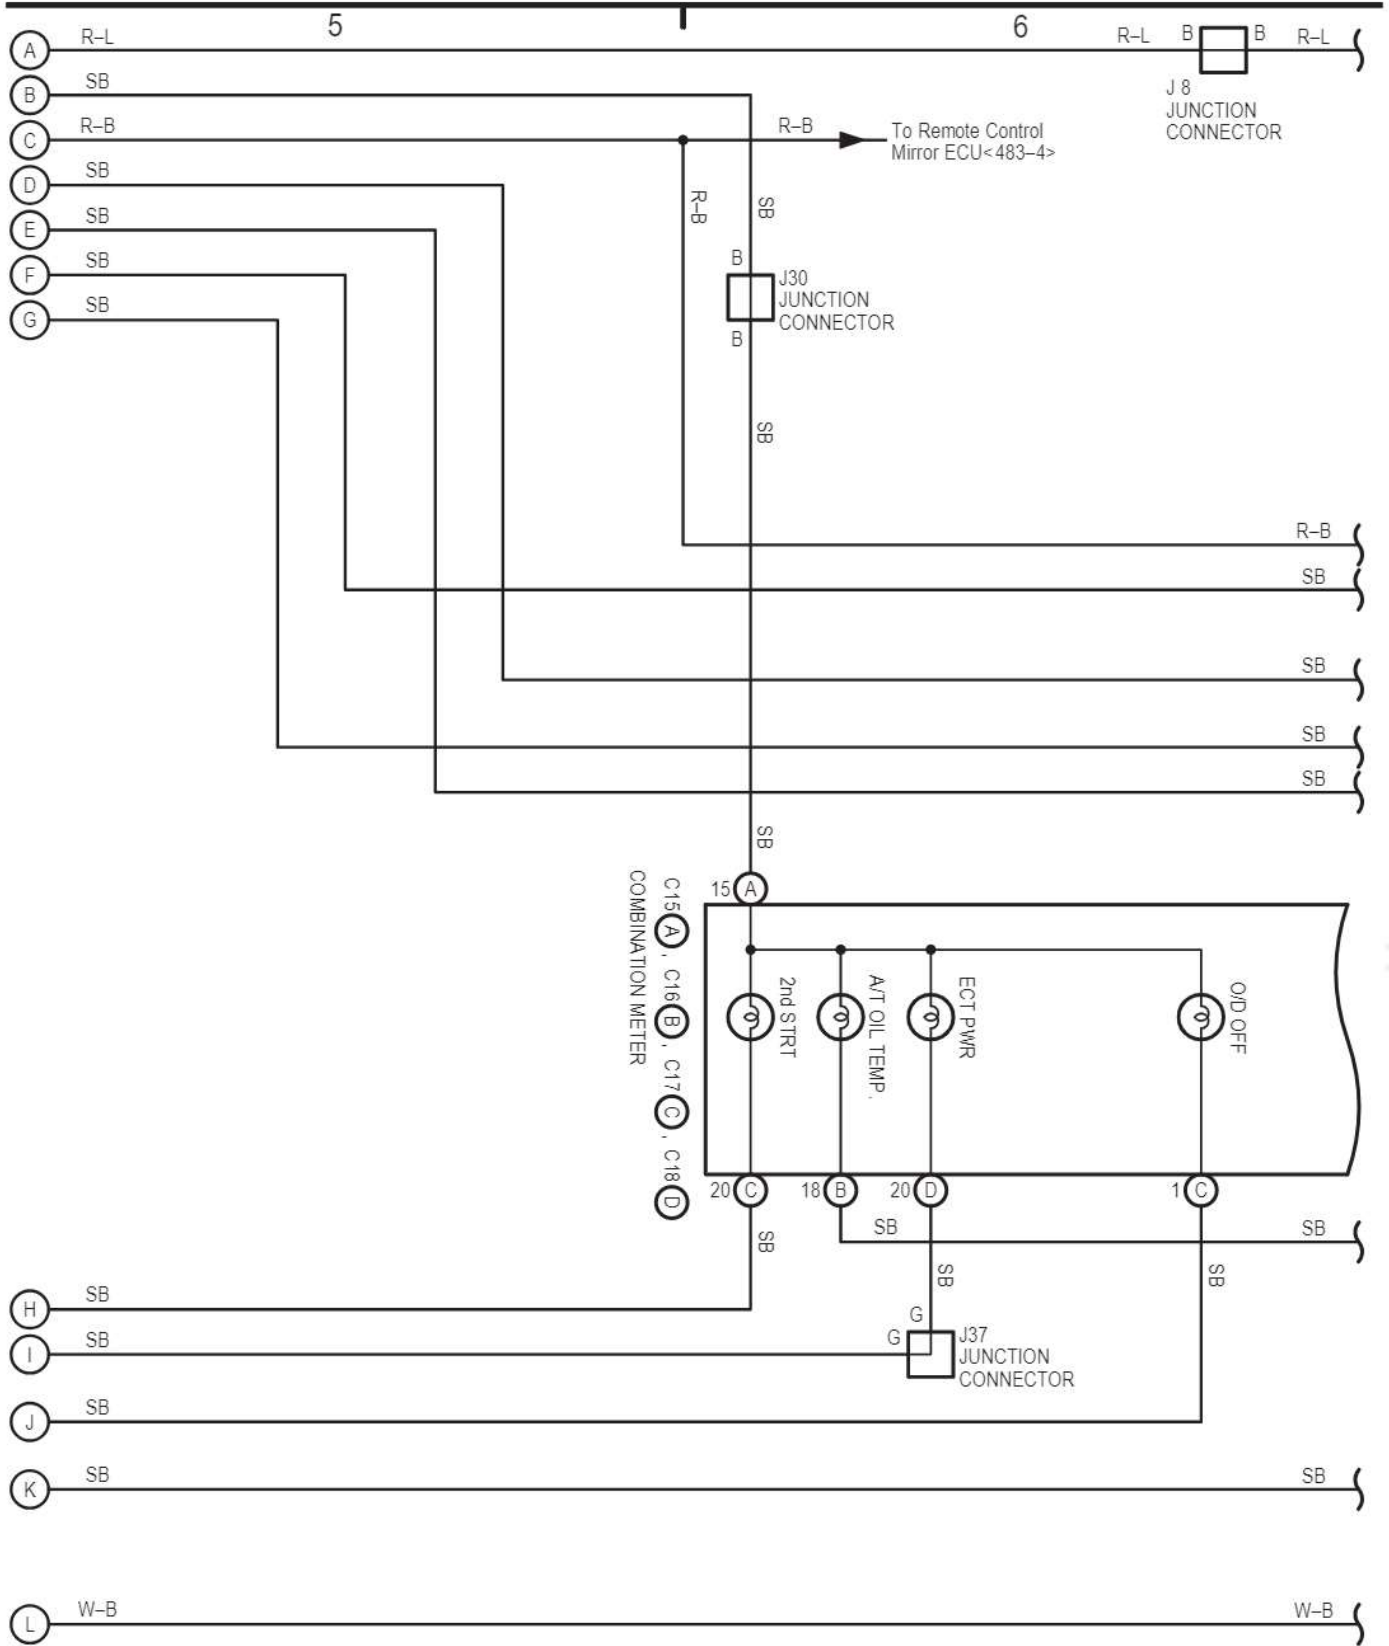 5
6
A
R–L
R–L
B
B
R–L
J 8
JUNCTION
CONNECTOR
B
SB
C
R–B
R–B
To Remote Control
Mirror ECU<483–4>
D
SB
E
SB
F
SB
G
SB
R–B
SB
B
J30
JUNCTION
CONNECTOR
B
SB
R–B
SB
SB
SB
SB
SB
15
A
C15 A , C16 B , C17 C , C18 D
COMBINATION METER
2nd STRT
A/T OIL TEMP.
ECT PWR
O/D OFF
20
C
18
B
20
D
1
C
SB
SB
SB
SB
SB
H
SB
I
SB
G
G
J37
JUNCTION
CONNECTOR
J
SB
K
SB
SB
L
W–B
W–B